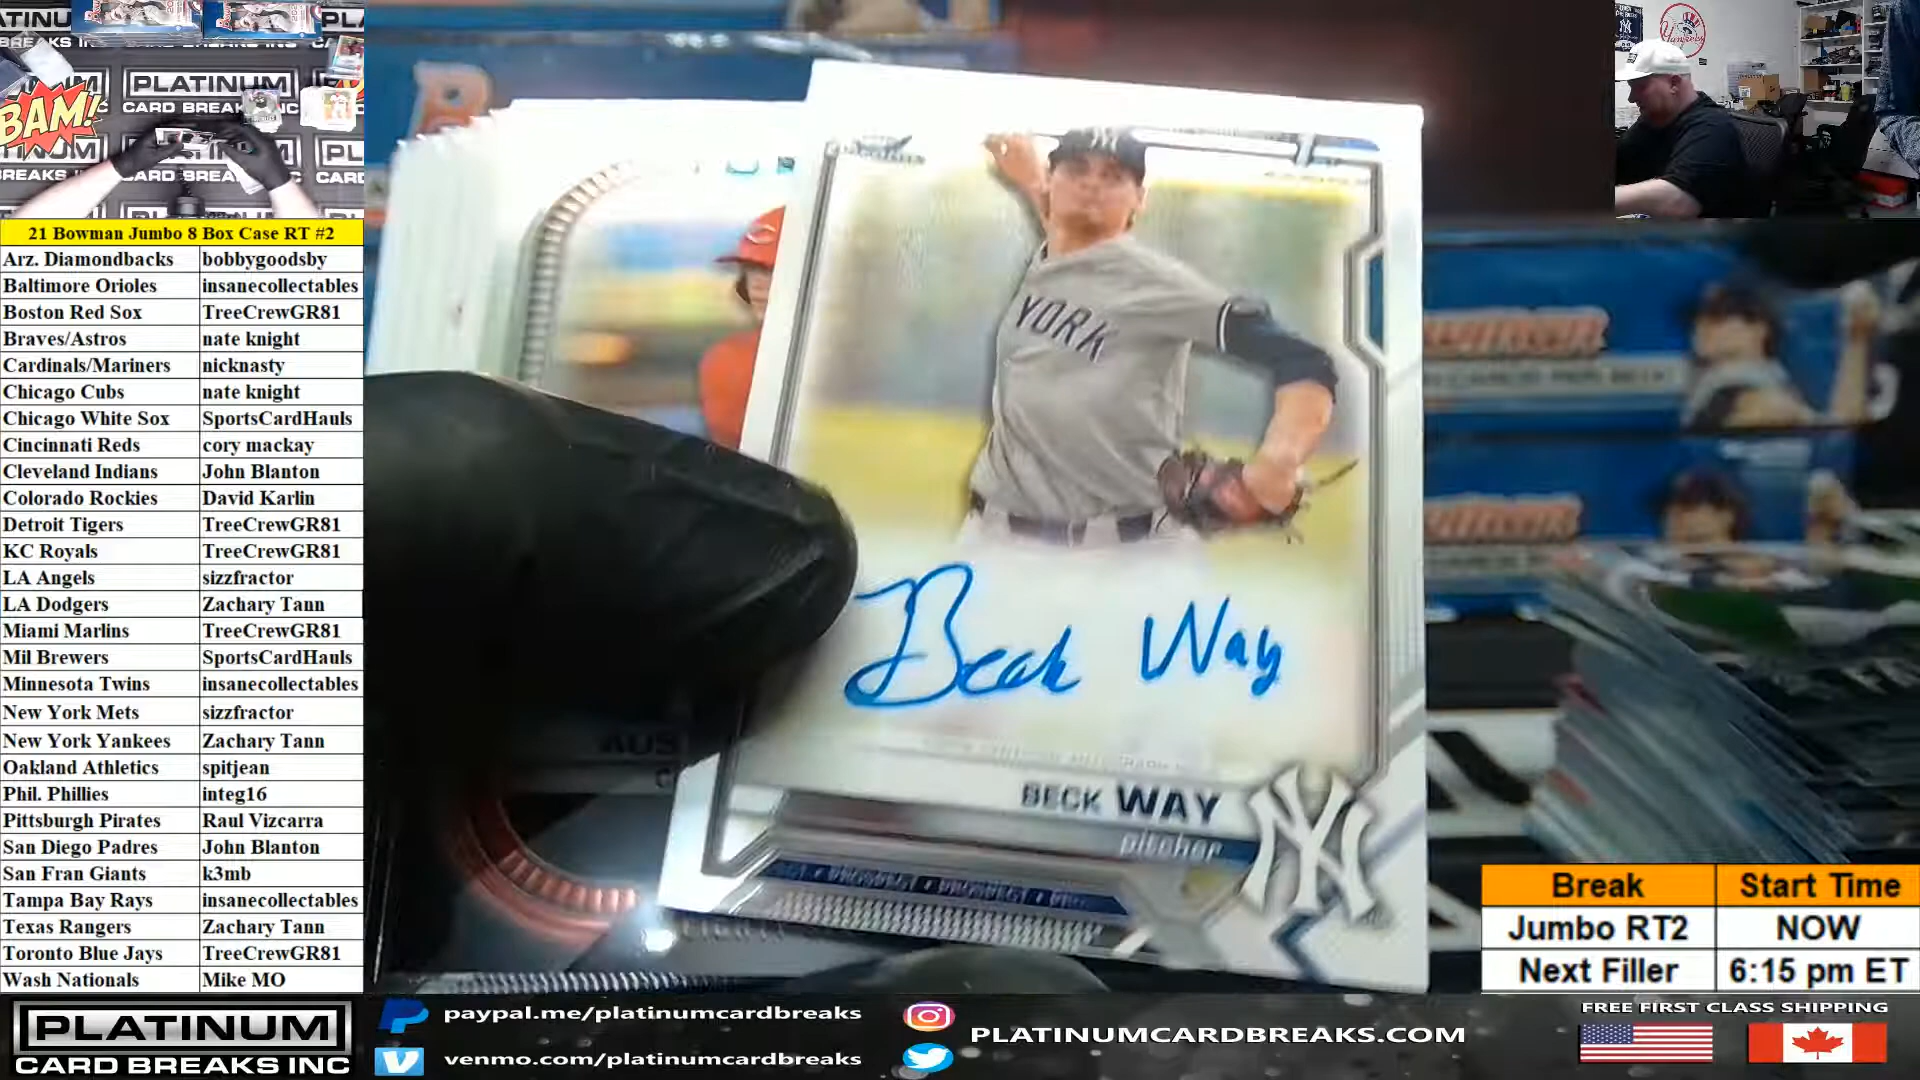 PLATINUM
CARD BREAKS INC
BAM!
21 Bowman Jumbo 8 Box Case RT #2
Arz. Diamondbacks bobbygoodsby
Baltimore Orioles insanecollectables
Boston Red Sox TreeCrewGR81
Braves/Astros nate knight
Cardinals/Mariners nicknasty
Chicago Cubs nate knight
Chicago White Sox SportsCardHauls
Cincinnati Reds cory mackay
Cleveland Indians John Blanton
Colorado Rockies David Karlin
Detroit Tigers TreeCrewGR81
KC Royals TreeCrewGR81
LA Angels sizzfractor
LA Dodgers Zachary Tann
Miami Marlins TreeCrewGR81
Mil Brewers SportsCardHauls
Minnesota Twins insanecollectables
New York Mets sizzfractor
New York Yankees Zachary Tann
Oakland Athletics spitjean
Phil. Phillies integ16
Pittsburgh Pirates Raul Vizcarra
San Diego Padres John Blanton
San Fran Giants k3mb
Tampa Bay Rays insanecollectables
Texas Rangers Zachary Tann
Toronto Blue Jays TreeCrewGR81
Wash Nationals Mike MO
Yankees
NY
YORK
Beck Way
BECK WAY
pitcher
NY
AUS
Break Start Time
Jumbo RT2 NOW
Next Filler 6:15 pm ET
PLATINUM
CARD BREAKS INC
paypal.me/platinumcardbreaks
venmo.com/platinumcardbreaks
PLATINUMCARDBREAKS.COM
FREE FIRST CLASS SHIPPING